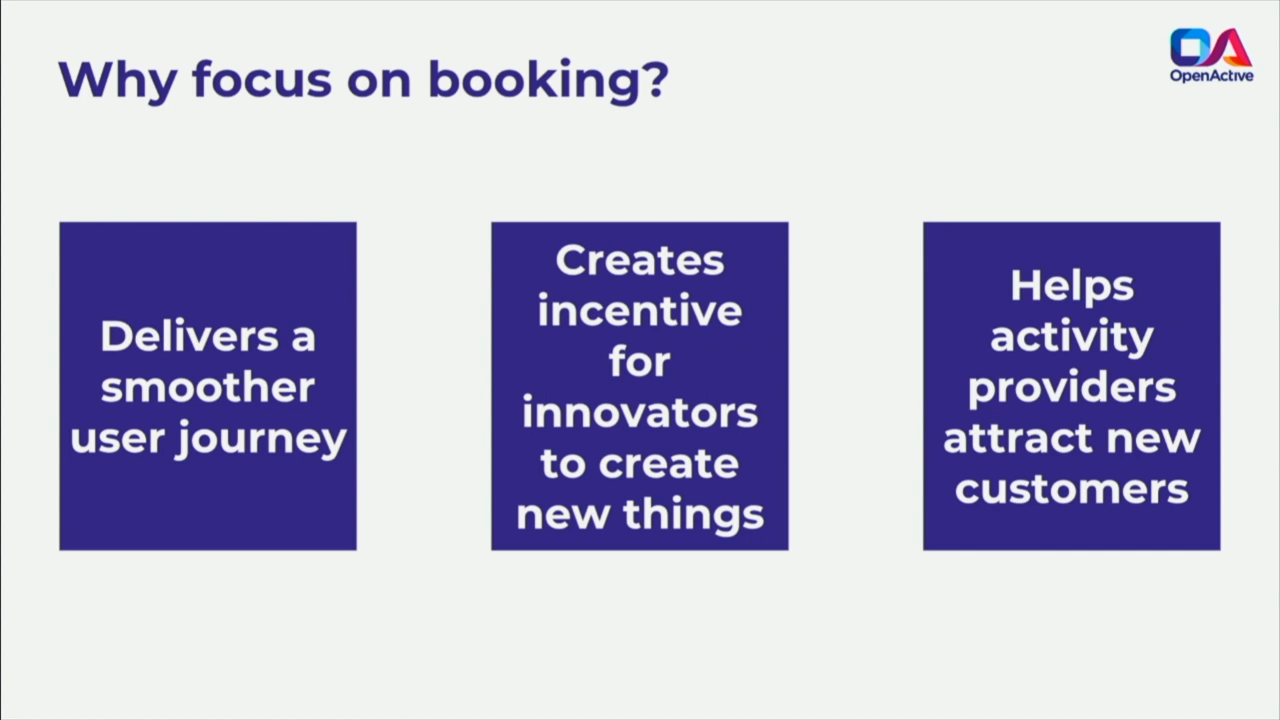 Why focus on booking?
OA
OpenActive
Delivers a
smoother
user journey
Creates
incentive
for
innovators
to create
new things
Helps
activity
providers
attract new
customers